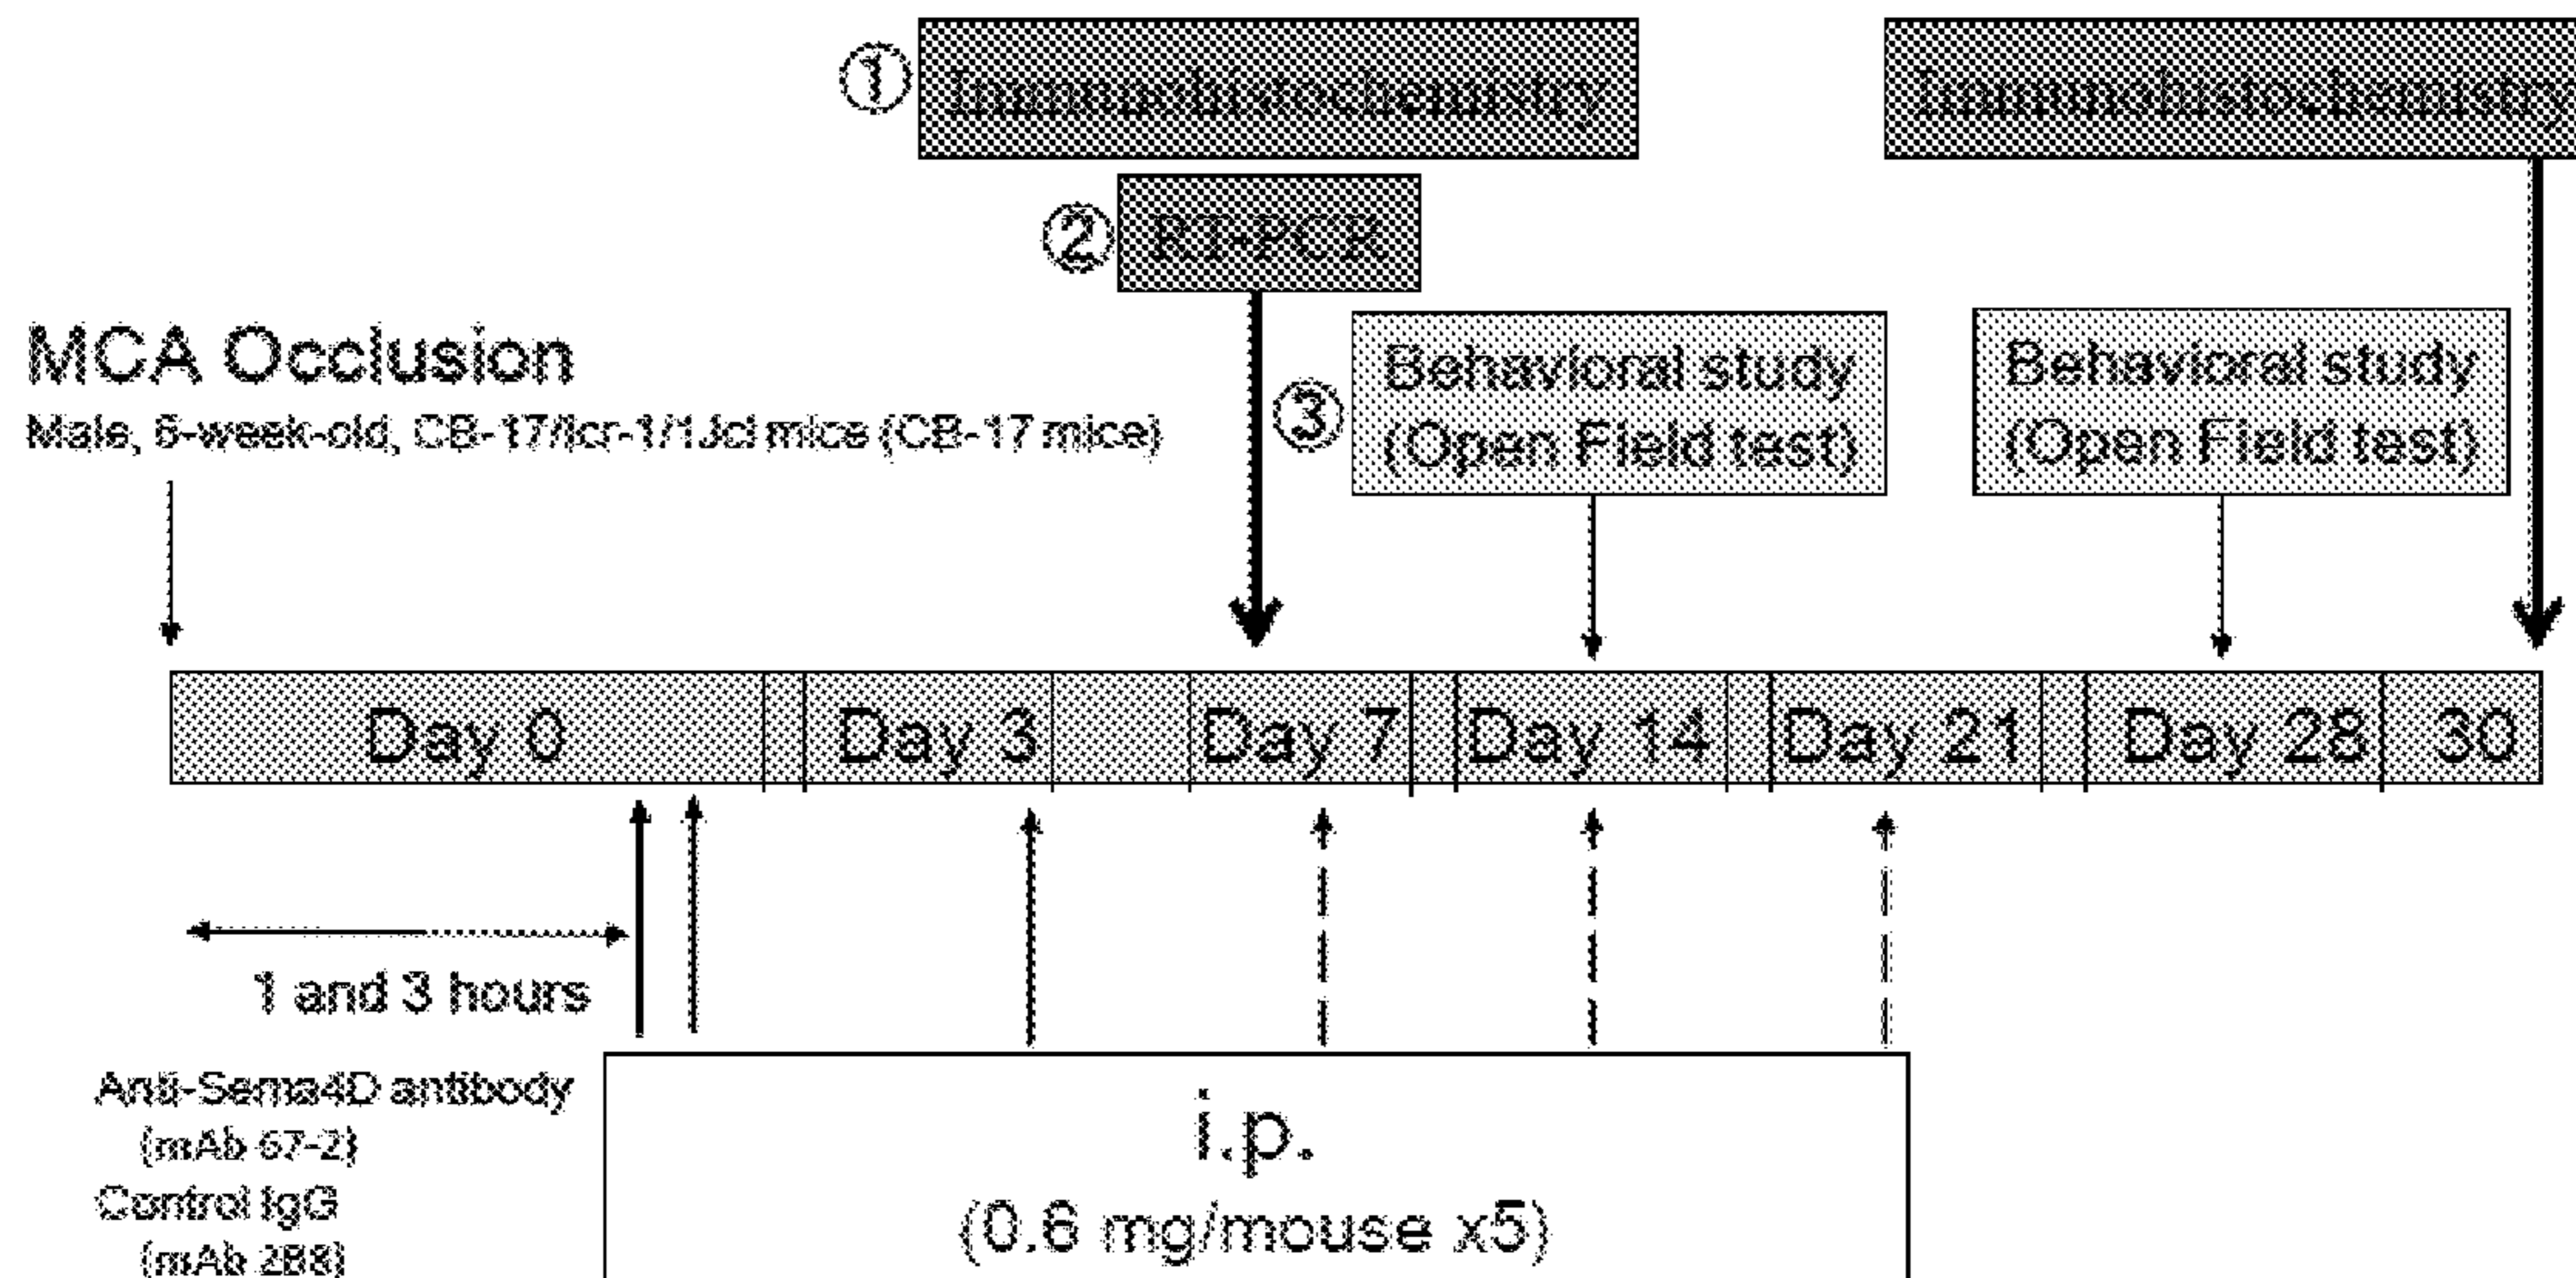 ① Immunohistochemistry
Immunohistochemistry
② RT-PCR
MCA Occlusion
Male, 6-week-old, CB-17/Icr-1/1Jcl mice (CB-17 mice)
③ Behavioral study
(Open Field test)
Behavioral study
(Open Field test)
Day 0 Day 3 Day 7 Day 14 Day 21 Day 28 30
1 and 3 hours
Anti-Sema4D antibody
(mAb 67-2)
Control IgG
(mAb 2B8)
i.p.
(0.6 mg/mouse x5)